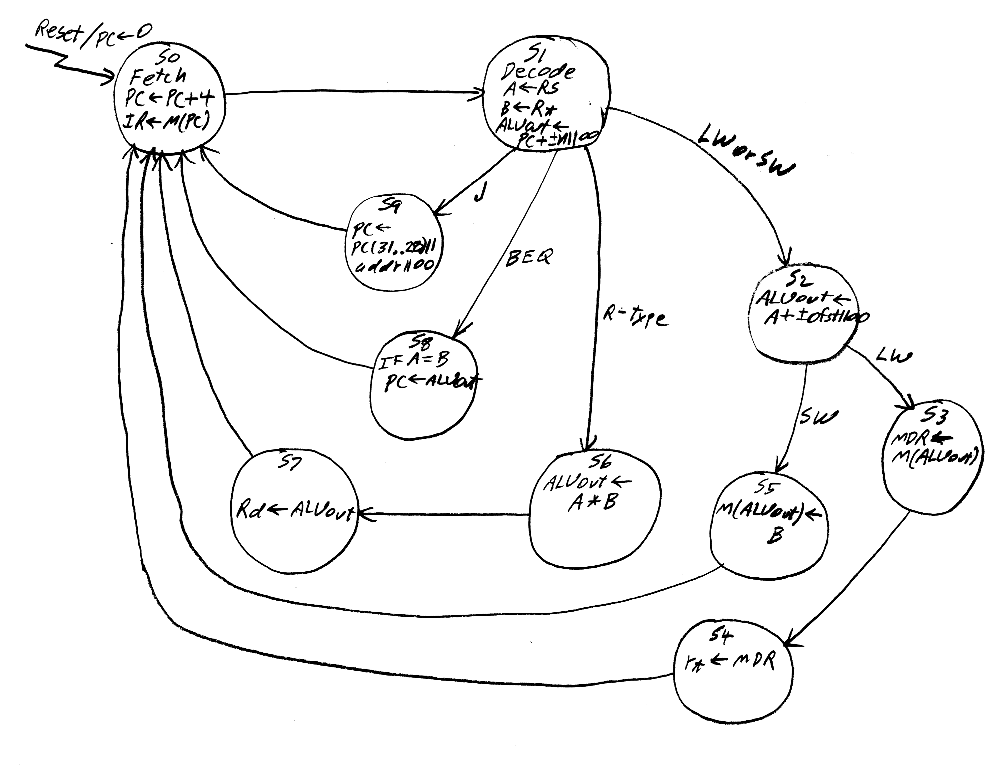 Reset/PC←0
S0
Fetch
PC←PC+4
IR←M(PC)
S1
Decode
A←RS
B←Rt
ALUout←
PC+±N||00
LW or SW
J
S9
PC←
PC(31..28)||
addr||00
BEQ
S8
IF A=B
PC←ALUout
R-type
S2
ALUout←
A+±ofst||00
LW
SW
S3
MDR←
M(ALUout)
S7
Rd←ALUout
S6
ALUout←
A*B
S5
M(ALUout)←
B
S4
rt←MDR